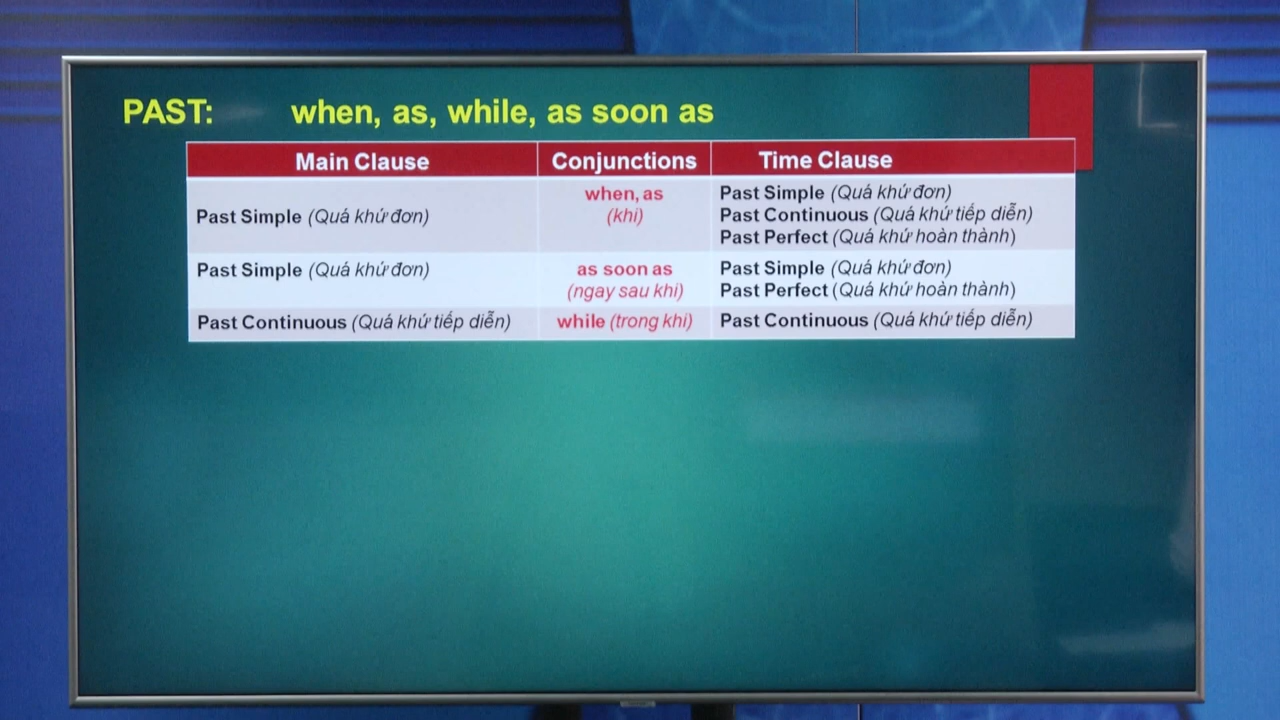 PAST: when, as, while, as soon as
Main Clause Conjunctions Time Clause
Past Simple (Quá khứ đơn)
when, as
(khi)
Past Simple (Quá khứ đơn)
Past Continuous (Quá khứ tiếp diễn)
Past Perfect (Quá khứ hoàn thành)
Past Simple (Quá khứ đơn)
as soon as
(ngay sau khi)
Past Simple (Quá khứ đơn)
Past Perfect (Quá khứ hoàn thành)
Past Continuous (Quá khứ tiếp diễn)
while (trong khi)
Past Continuous (Quá khứ tiếp diễn)